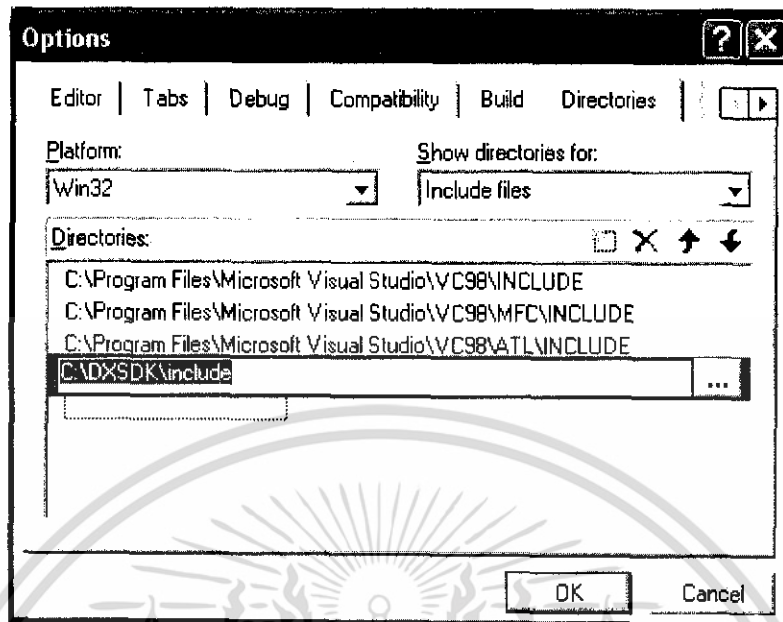 Options
Editor Tabs Debug Compatibility Build Directories
Platform: Show directories for:
Win32 Include files
Directories:
C:\Program Files\Microsoft Visual Studio\VC98\INCLUDE
C:\Program Files\Microsoft Visual Studio\VC98\MFC\INCLUDE
C:\Program Files\Microsoft Visual Studio\VC98\ATL\INCLUDE
C:\DXSDK\include ...
OK Cancel